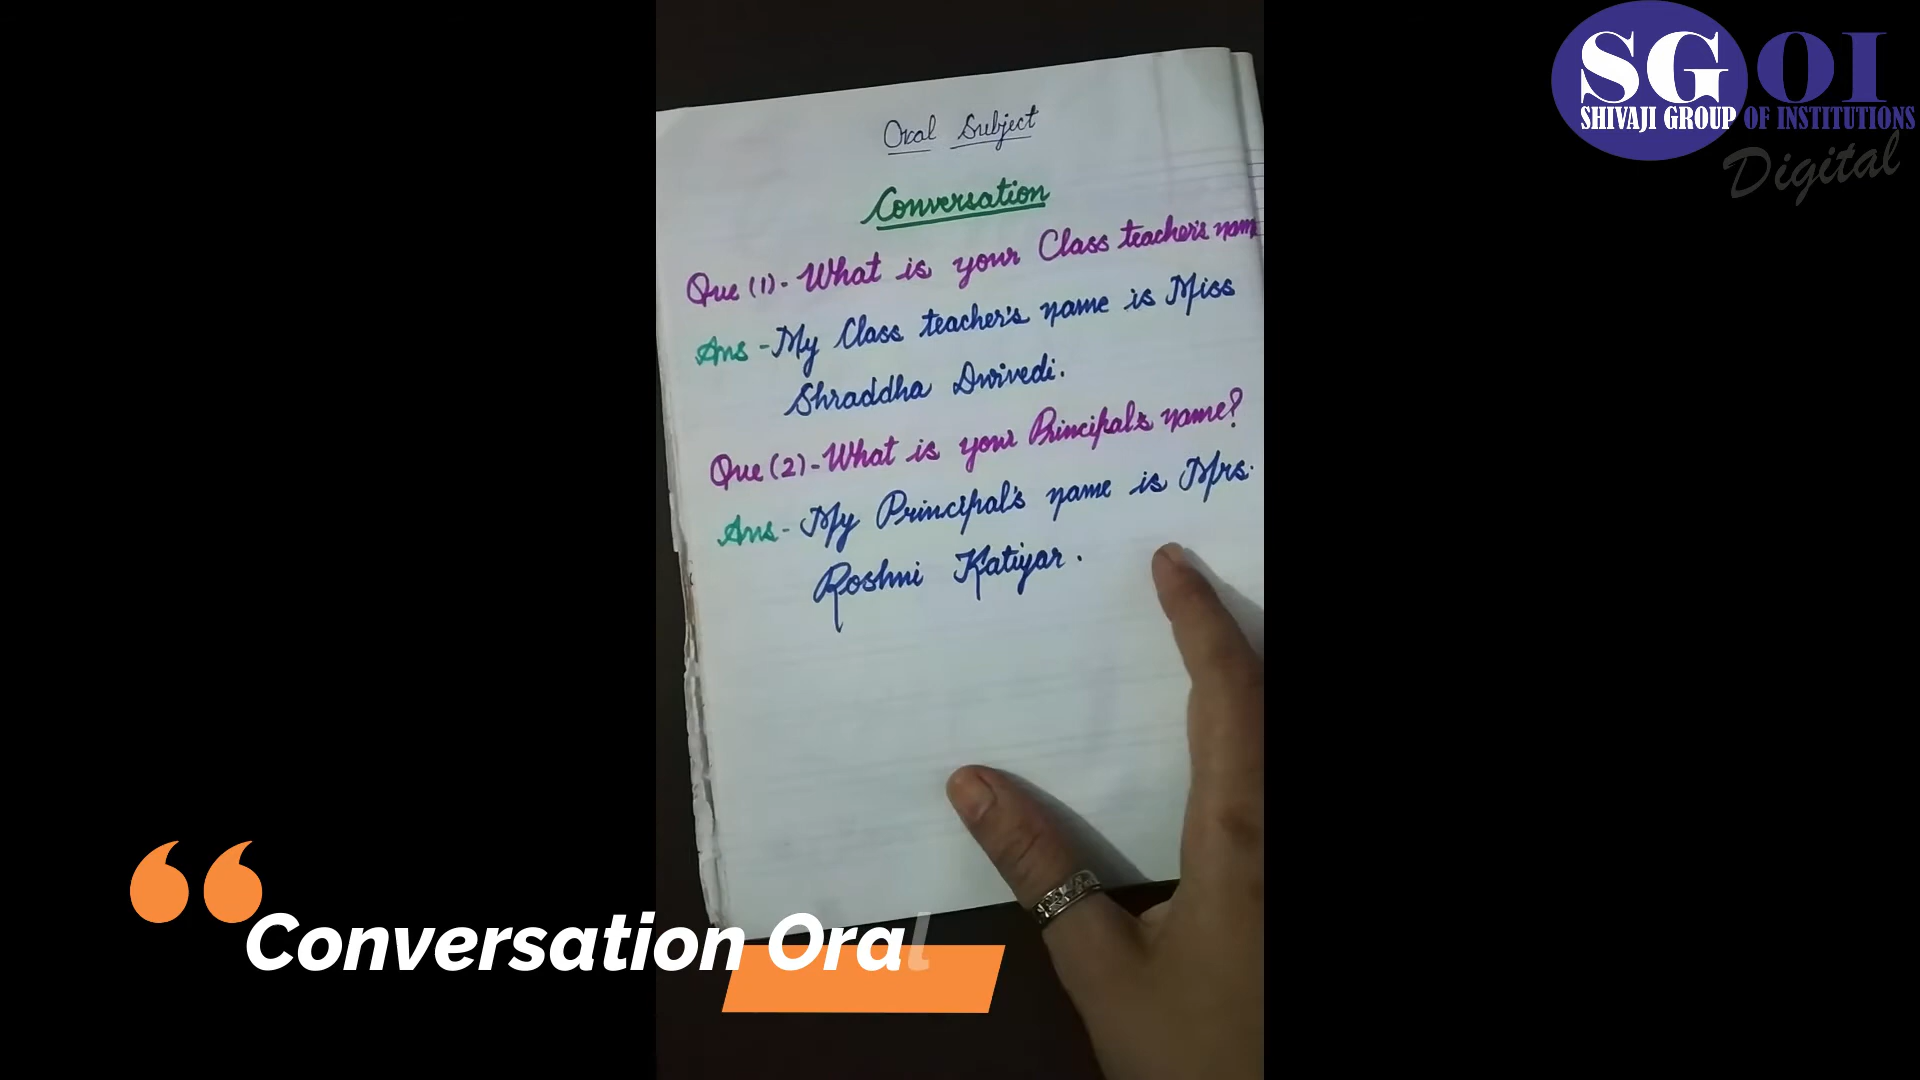 SGOI
SHIVAJI GROUP OF INSTITUTIONS
Digital
Oral Subject
Conversation
Que (1)- What is your Class teacher's nam
Ans - My Class teacher's name is Miss
Shraddha Dwivedi.
Que (2)- What is your Principal's name?
Ans- My Principal's name is Mrs.
Roshni Katiyar.
Conversation Oral